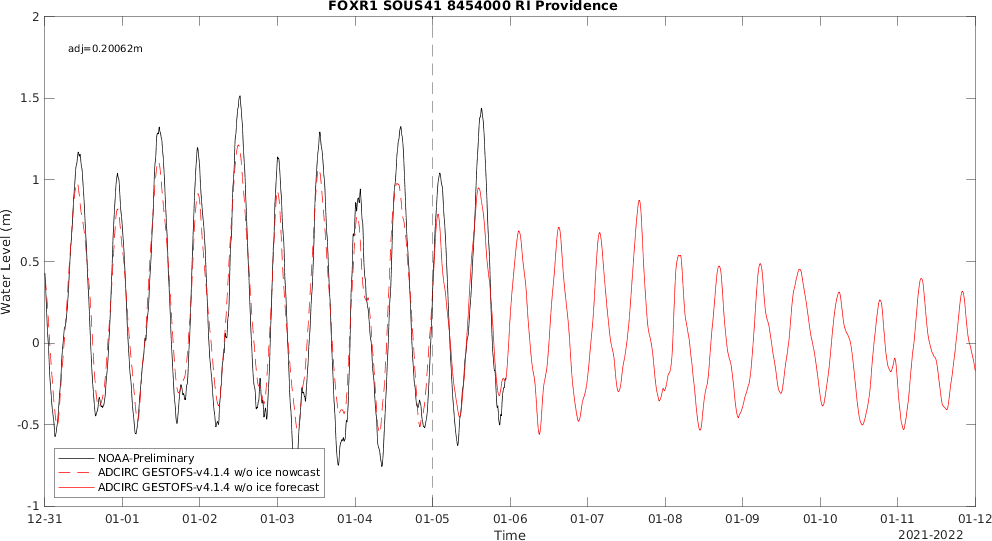 FOXR1 SOUS41 8454000 RI Providence
adj=0.20062m
Water Level (m)
2
1.5
1
0.5
0
-0.5
-1
NOAA-Preliminary
ADCIRC GESTOFS-v4.1.4 w/o ice nowcast
ADCIRC GESTOFS-v4.1.4 w/o ice forecast
12-31 01-01 01-02 01-03 01-04 01-05 01-06 01-07 01-08 01-09 01-10 01-11 01-12
Time
2021-2022